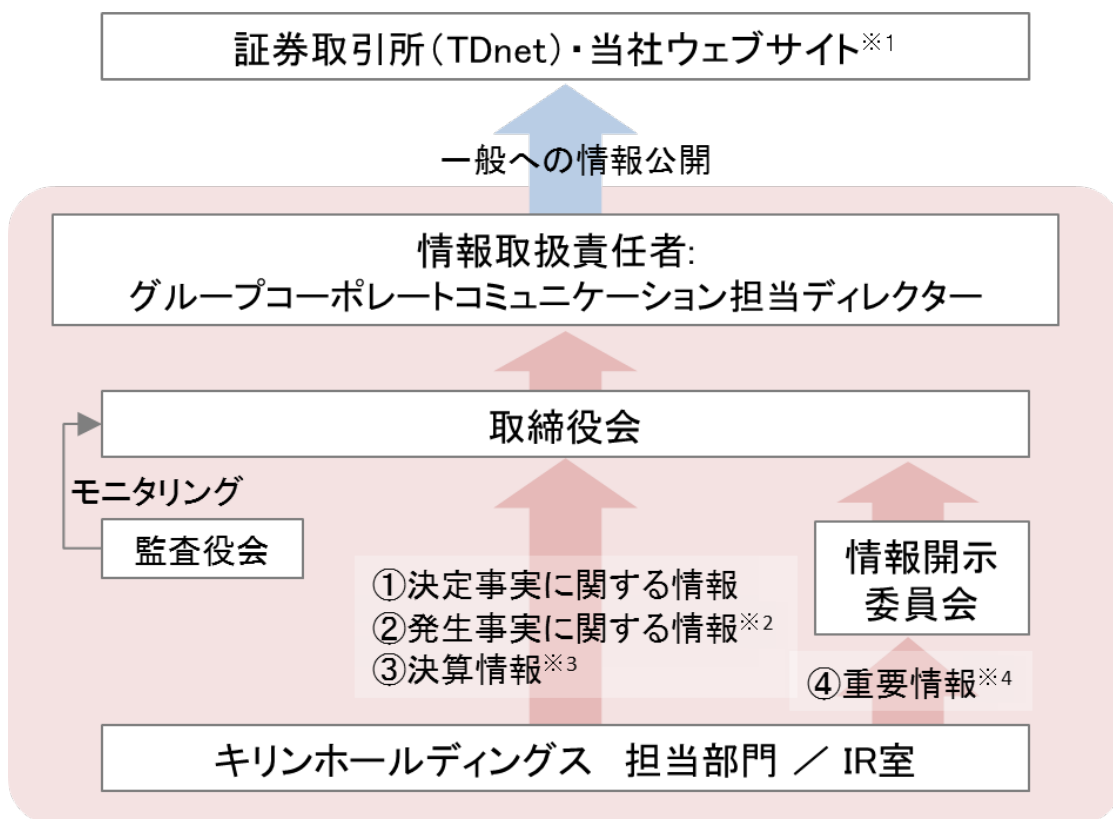 証券取引所(TDnet)・当社ウェブサイト※1
一般への情報公開
情報取扱責任者:
グループコーポレートコミュニケーション担当ディレクター
取締役会
モニタリング
監査役会
①決定事実に関する情報
②発生事実に関する情報※2
③決算情報※3
情報開示
委員会
④重要情報※4
キリンホールディングス 担当部門 ／ IR室